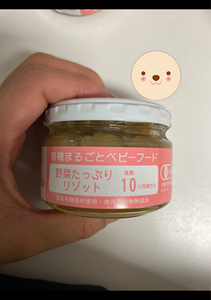 有機まるごとベビーフード
野菜たっぷり
リゾット
後期
10ヶ月頃から